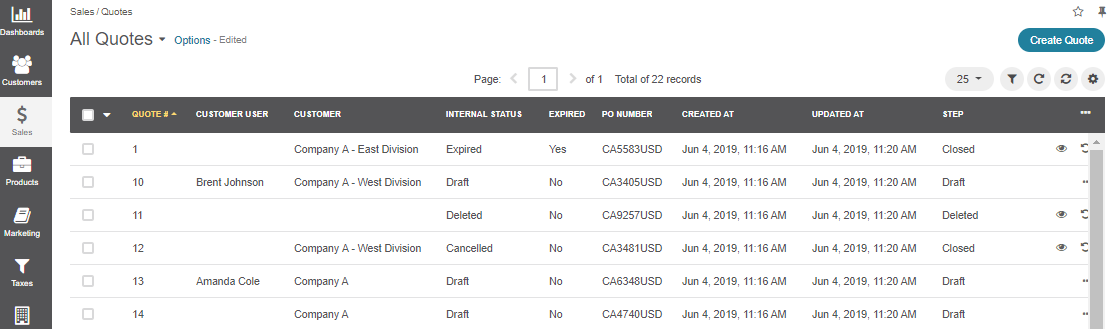 Sales / Quotes
All Quotes Options - Edited
Create Quote
Page: 1 of 1 Total of 22 records
25
Dashboards
Customers
Sales
Products
Marketing
Taxes
QUOTE # CUSTOMER USER CUSTOMER INTERNAL STATUS EXPIRED PO NUMBER CREATED AT UPDATED AT STEP
1 Company A - East Division Expired Yes CA5583USD Jun 4, 2019, 11:16 AM Jun 4, 2019, 11:20 AM Closed
10 Brent Johnson Company A - West Division Draft No CA3405USD Jun 4, 2019, 11:16 AM Jun 4, 2019, 11:20 AM Draft
11 Deleted No CA9257USD Jun 4, 2019, 11:16 AM Jun 4, 2019, 11:20 AM Deleted
12 Company A - West Division Cancelled No CA3481USD Jun 4, 2019, 11:16 AM Jun 4, 2019, 11:20 AM Closed
13 Amanda Cole Company A Draft No CA6348USD Jun 4, 2019, 11:16 AM Jun 4, 2019, 11:20 AM Draft
14 Company A Draft No CA4740USD Jun 4, 2019, 11:16 AM Jun 4, 2019, 11:20 AM Draft